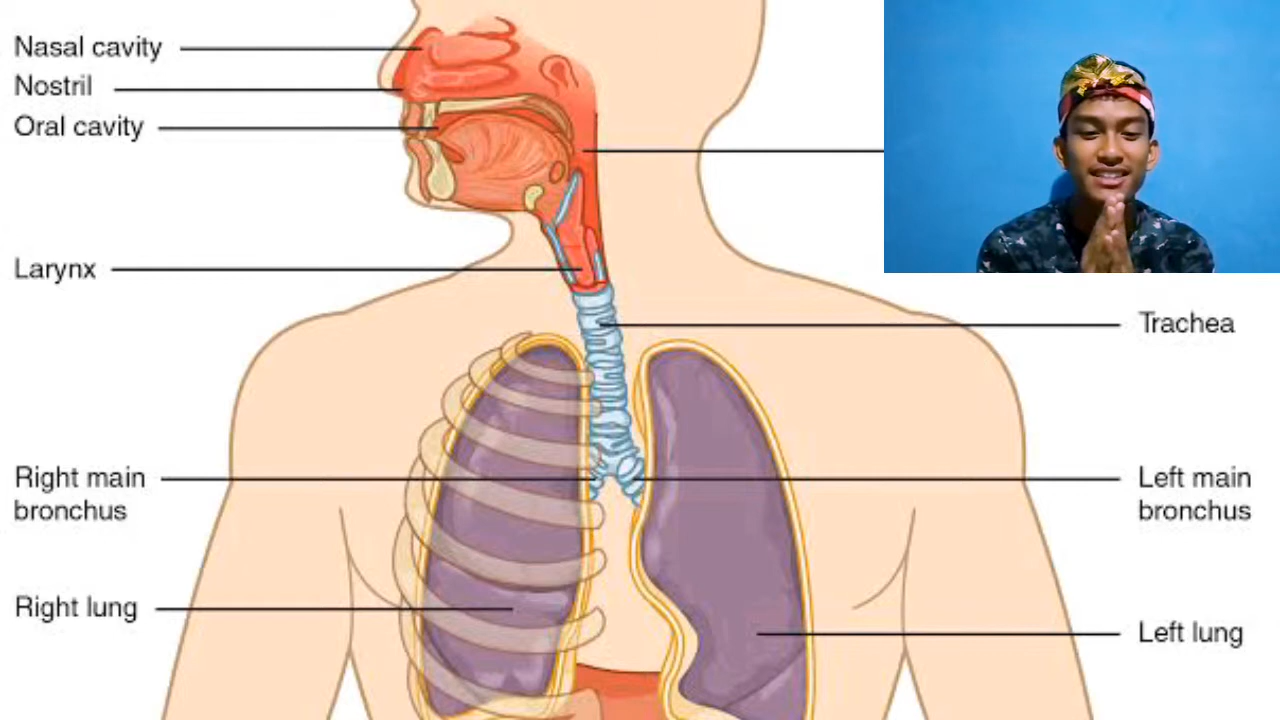 Nasal cavity
Nostril
Oral cavity
Larynx
Trachea
Right main
bronchus
Left main
bronchus
Right lung
Left lung